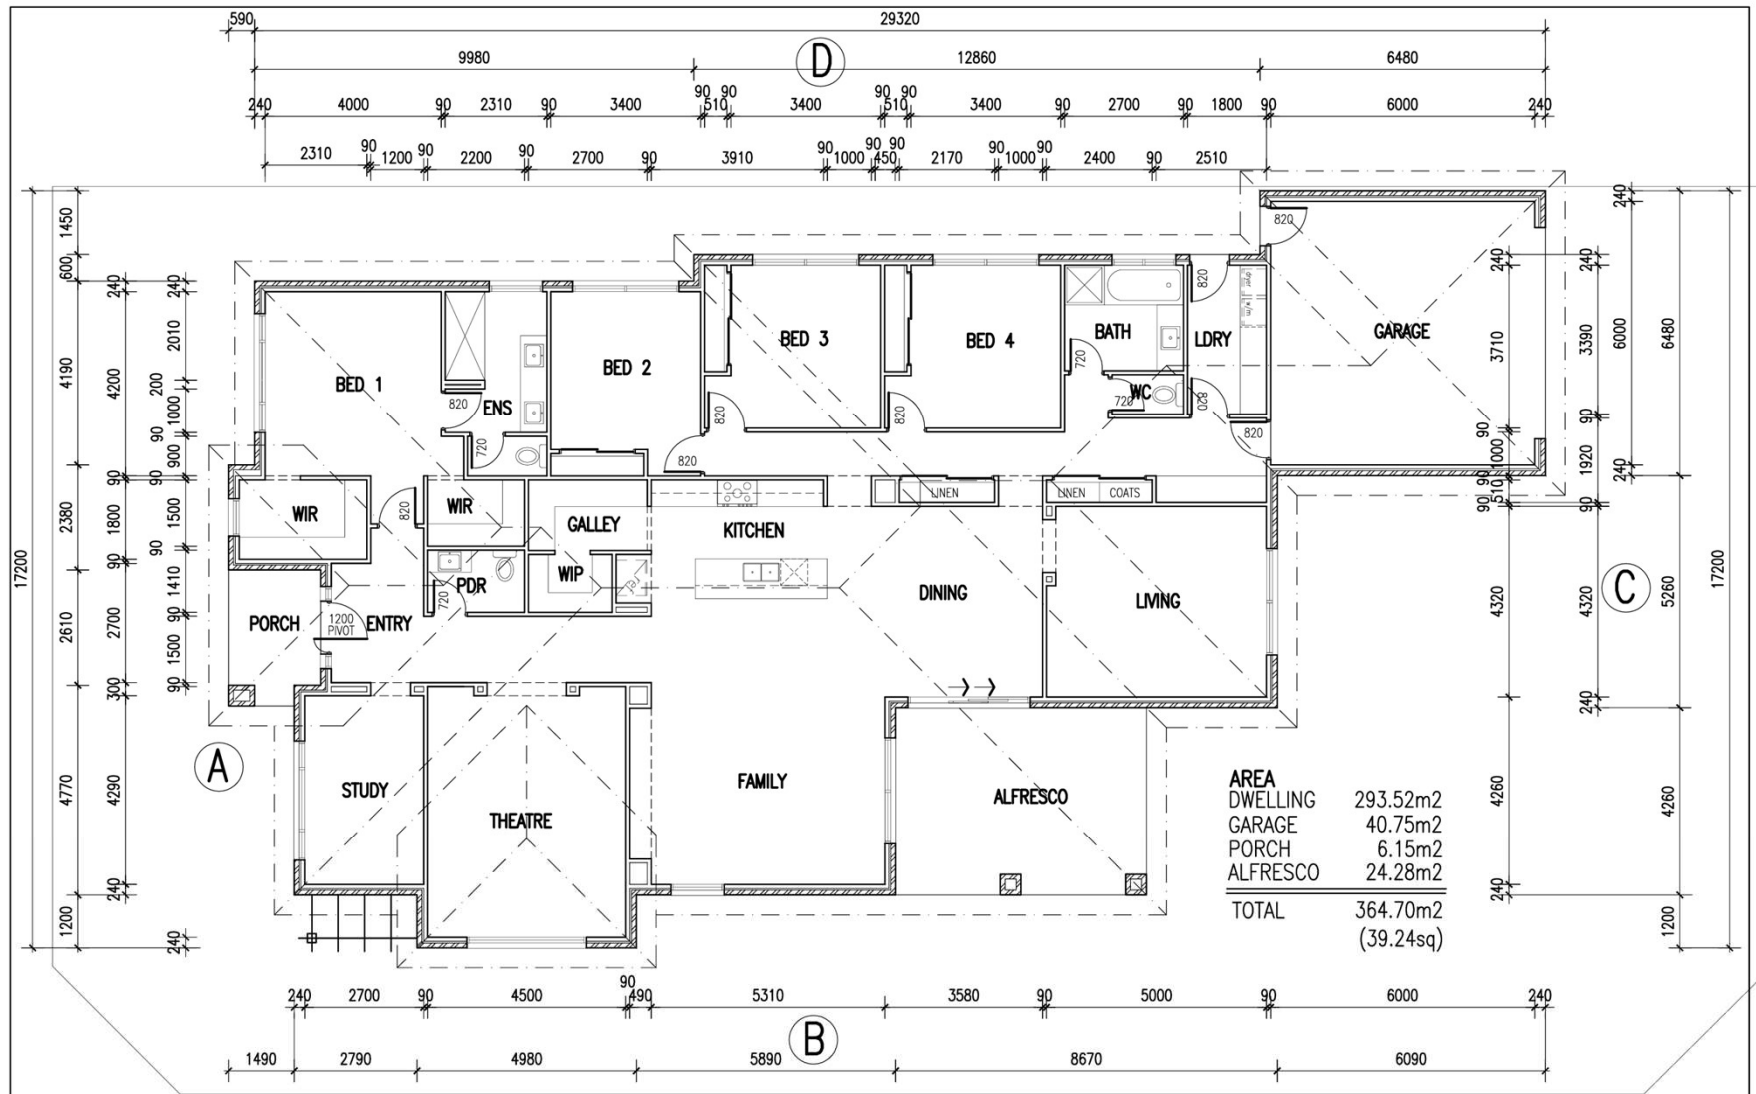 590 29320
9980 D 12860 6480
90 90 90 90
240 4000 90 2310 90 3400 510 3400 510 3400 90 2700 90 1800 90 6000 240
90 90 90 90 90 90
2310 1200 2200 2700 90 3910 1000 450 2170 1000 2400 90 2510
17200
1450
600
4190
2380
2610
4770
1200
240
4200
90
1800
90
2700
300
4290
240
240
2010
200
1000
90
900
90
1500
90
1410
90
1500
90
240
BED 1
820
ENS
720
BED 2
820
BED 3
820
BED 4
820
BATH
720
WC
720
LDRY
820
820
dryer
w/m
820
GARAGE
820
WIR
820
WIR
GALLEY
KITCHEN
LINEN
LINEN COATS
PDR
720
WIP
ref
DINING
LIVING
PORCH
1200
PIVOT
ENTRY
A
STUDY
THEATRE
FAMILY
ALFRESCO
AREA
DWELLING 293.52m2
GARAGE 40.75m2
PORCH 6.15m2
ALFRESCO 24.28m2
TOTAL 364.70m2
(39.24sq)
240
3710
90
1000
90
510
90
4320
4260
240
240
3390
90
1920
90
4320
240
240
6000
240
C
6480
5260
4260
1200
17200
90
240 2700 90 4500 490 5310 3580 90 5000 90 6000 240
B
1490 2790 4980 5890 8670 6090